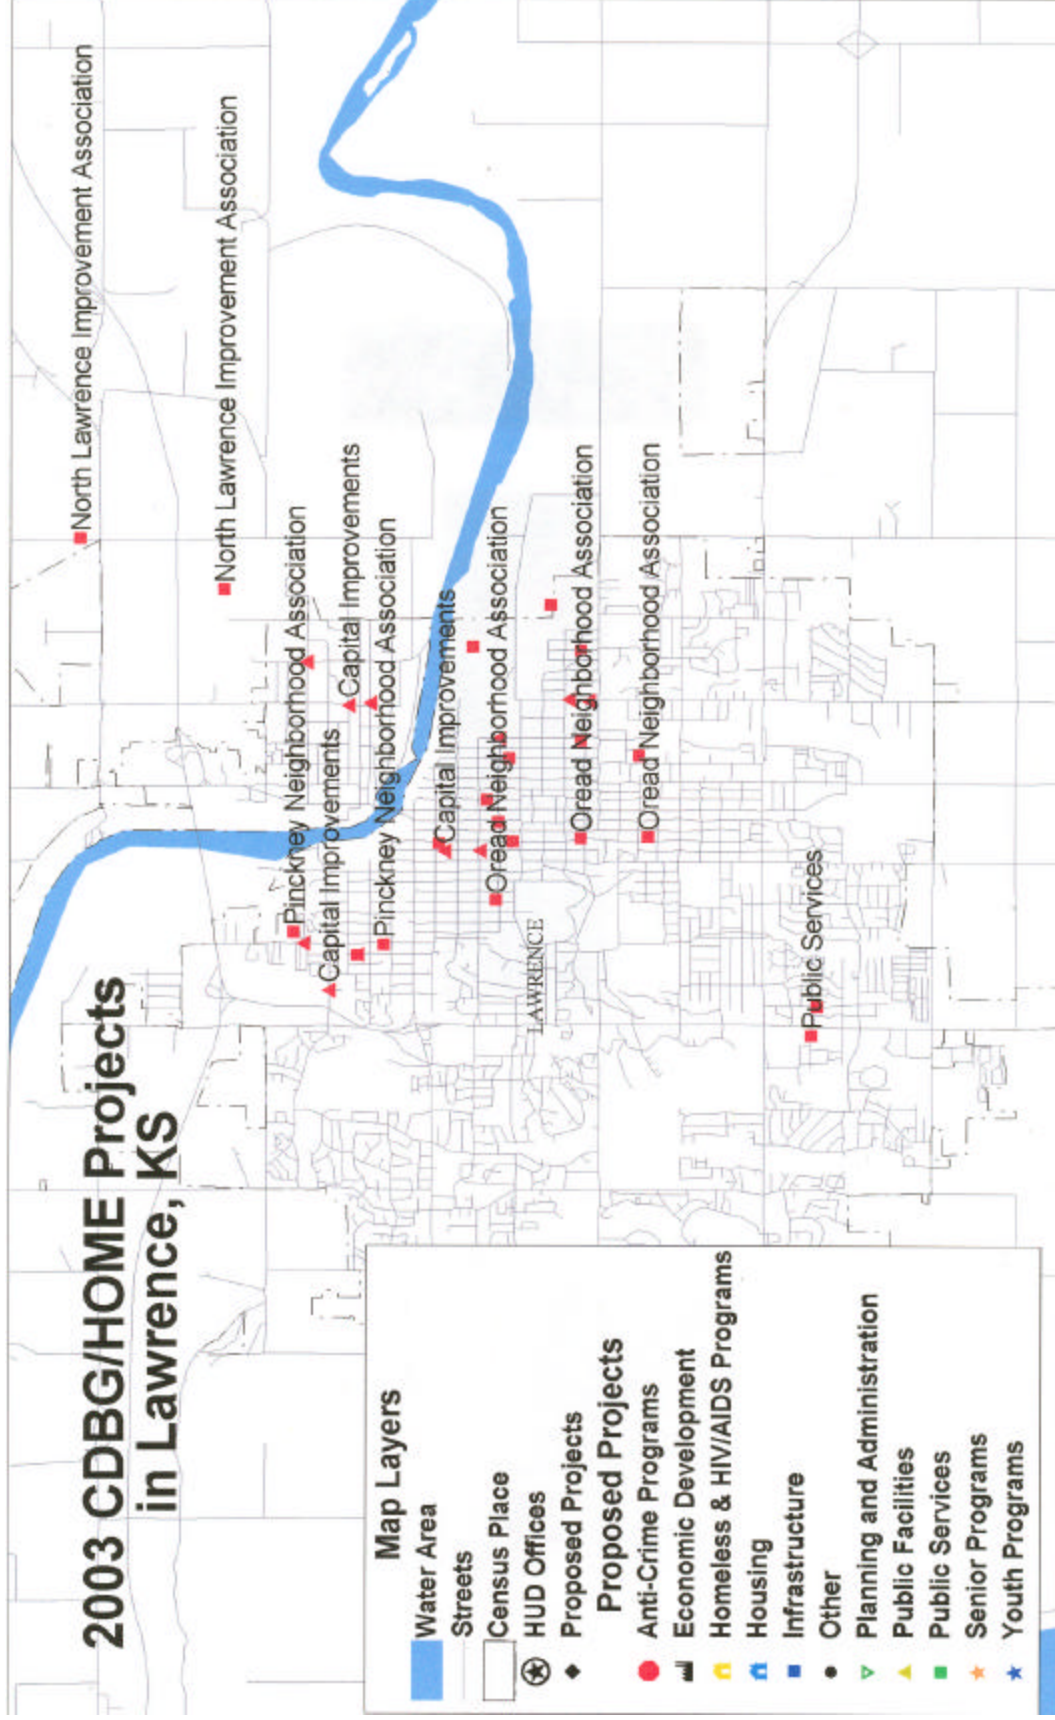 2003 CDBG/HOME Projects
in Lawrence, KS
North Lawrence Improvement Association
North Lawrence Improvement Association
Pinckney Neighborhood Association
Capital Improvements
Capital Improvements
Pinckney Neighborhood Association
Capital Improvements
Oread Neighborhood Association
LAWRENCE
Oread Neighborhood Association
Oread Neighborhood Association
Public Services
Map Layers
Water Area
Streets
Census Place
HUD Offices
Proposed Projects
Proposed Projects
Anti-Crime Programs
Economic Development
Homeless & HIV/AIDS Programs
Housing
Infrastructure
Other
Planning and Administration
Public Facilities
Public Services
Senior Programs
Youth Programs